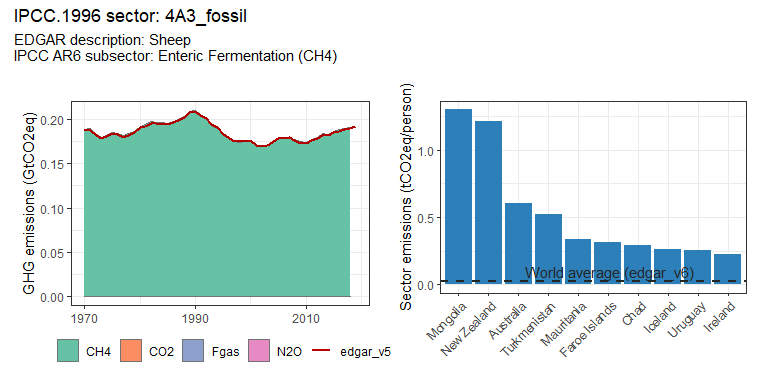 IPCC.1996 sector: 4A3_fossil
EDGAR description: Sheep
IPCC AR6 subsector: Enteric Fermentation (CH4)
GHG emissions (GtCO2eq)
0.20
0.15
0.10
0.05
0.00
1970
1990
2010
CH4
CO2
Fgas
N2O
edgar_v5
Sector emissions (tCO2eq/person)
1.0
0.5
0.0
World average (edgar_v6)
Mongolia
New Zealand
Australia
Turkmenistan
Mauritania
Faroe Islands
Chad
Iceland
Uruguay
Ireland